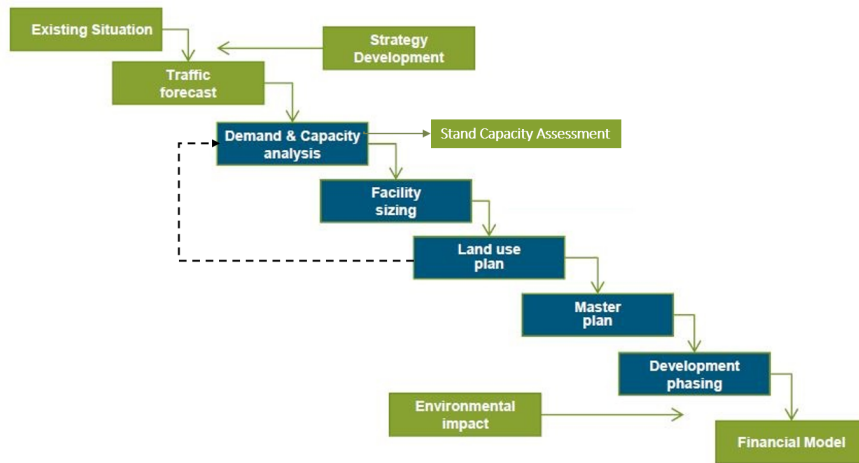 Existing Situation
Strategy
Development
Traffic
forecast
Demand & Capacity
analysis
Stand Capacity Assessment
Facility
sizing
Land use
plan
Master
plan
Development
phasing
Environmental
impact
Financial Model